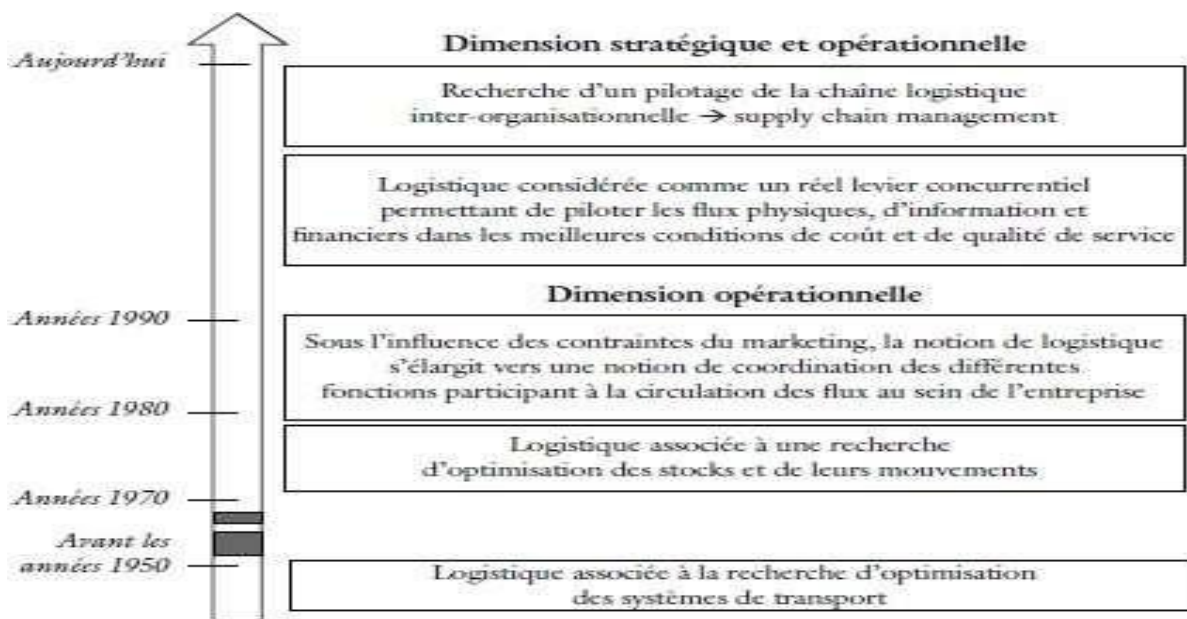 Dimension stratégique et opérationnelle
Aujourd'hui
Recherche d'un pilotage de la chaîne logistique
inter-organisationnelle → supply chain management
Logistique considérée comme un réel levier concurrentiel
permettant de piloter les flux physiques, d'information et
financiers dans les meilleures conditions de coût et de qualité de service
Dimension opérationnelle
Années 1990
Sous l'influence des contraintes du marketing, la notion de logistique
s'élargit vers une notion de coordination des différentes
fonctions participant à la circulation des flux au sein de l'entreprise
Années 1980
Logistique associée à une recherche
d'optimisation des stocks et de leurs mouvements
Années 1970
Avant les
années 1950
Logistique associée à la recherche d'optimisation
des systèmes de transport